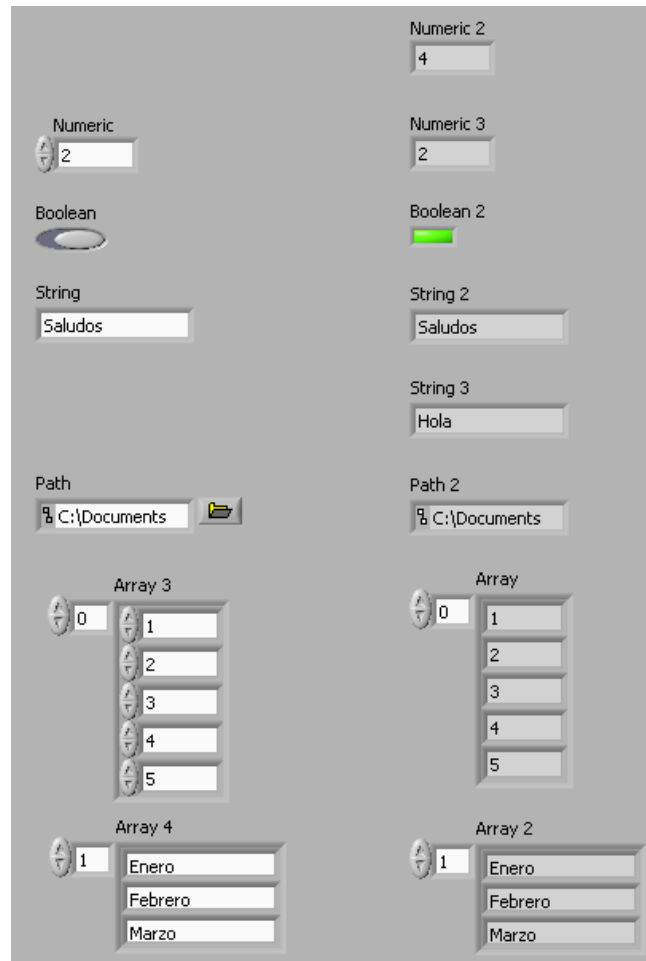 Numeric 2
4
Numeric
2
Numeric 3
2
Boolean
Boolean 2
String
Saludos
String 2
Saludos
String 3
Hola
Path
C:\Documents
Path 2
C:\Documents
Array 3
0
1
2
3
4
5
Array
0
1
2
3
4
5
Array 4
1
Enero
Febrero
Marzo
Array 2
1
Enero
Febrero
Marzo